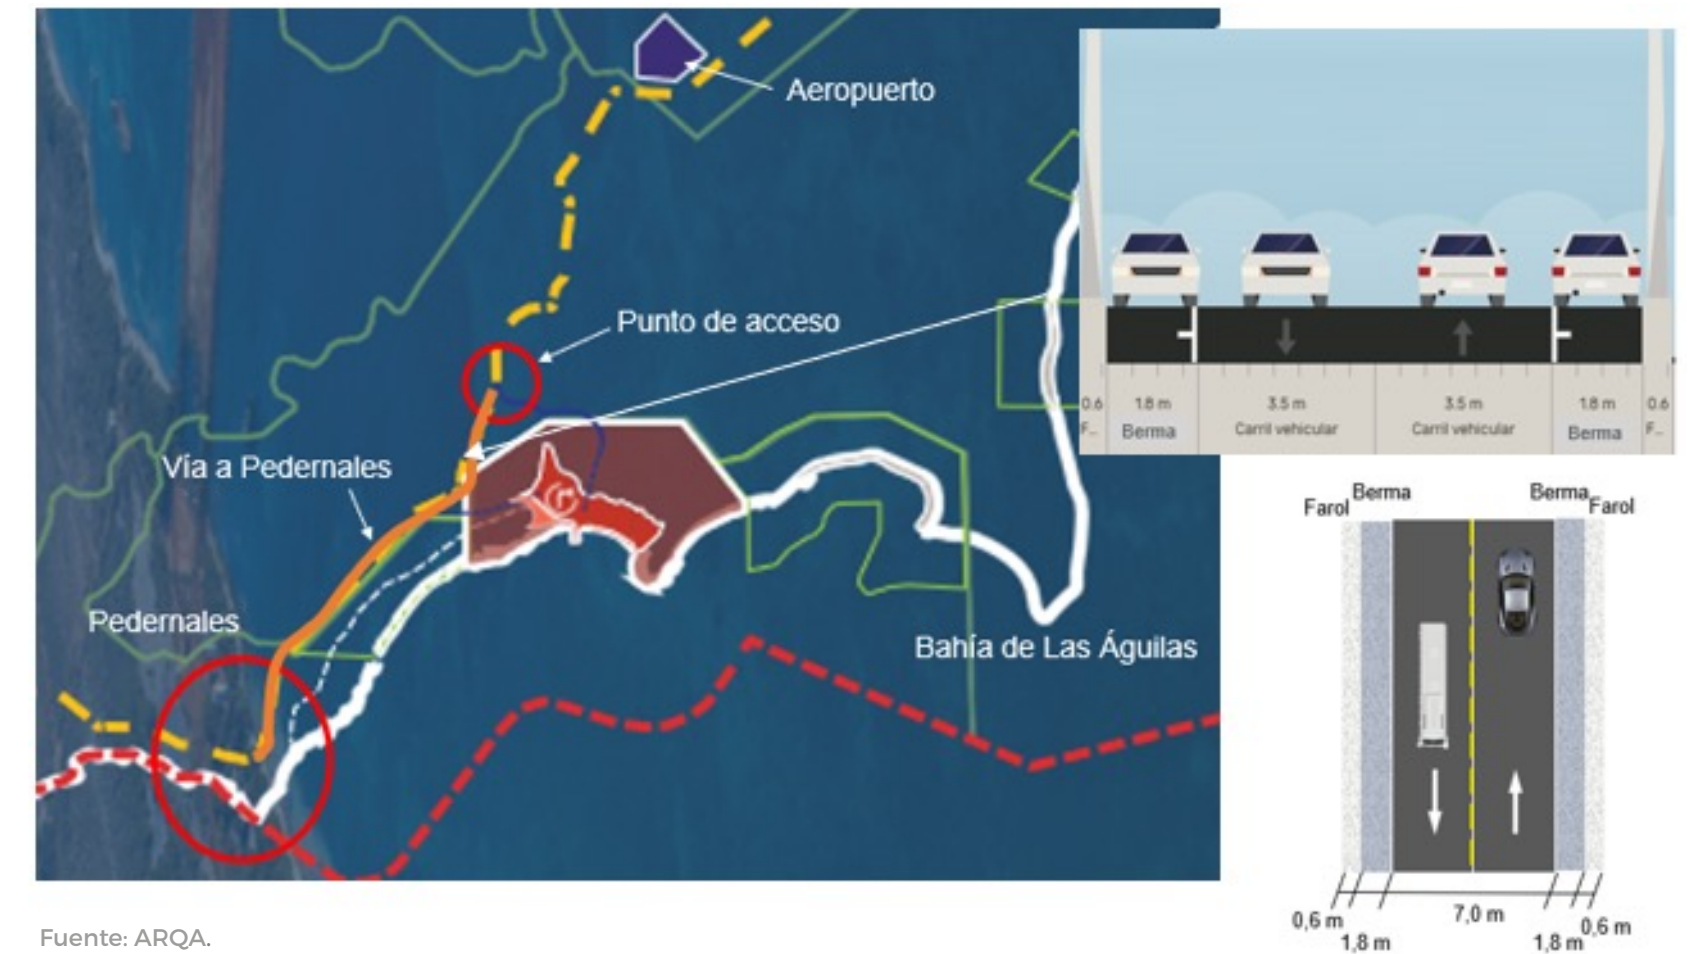 Aeropuerto
Punto de acceso
Vía a Pedernales
Pedernales
Bahía de Las Águilas
0.6
1.8 m
3.5 m
3.5 m
1.8 m
0.6
F...
Berma
Carril vehicular
Carril vehicular
Berma
F...
Farol
Berma
Berma
Farol
0,6 m
1,8 m
7,0 m
1,8 m
0,6 m
Fuente: ARQA.